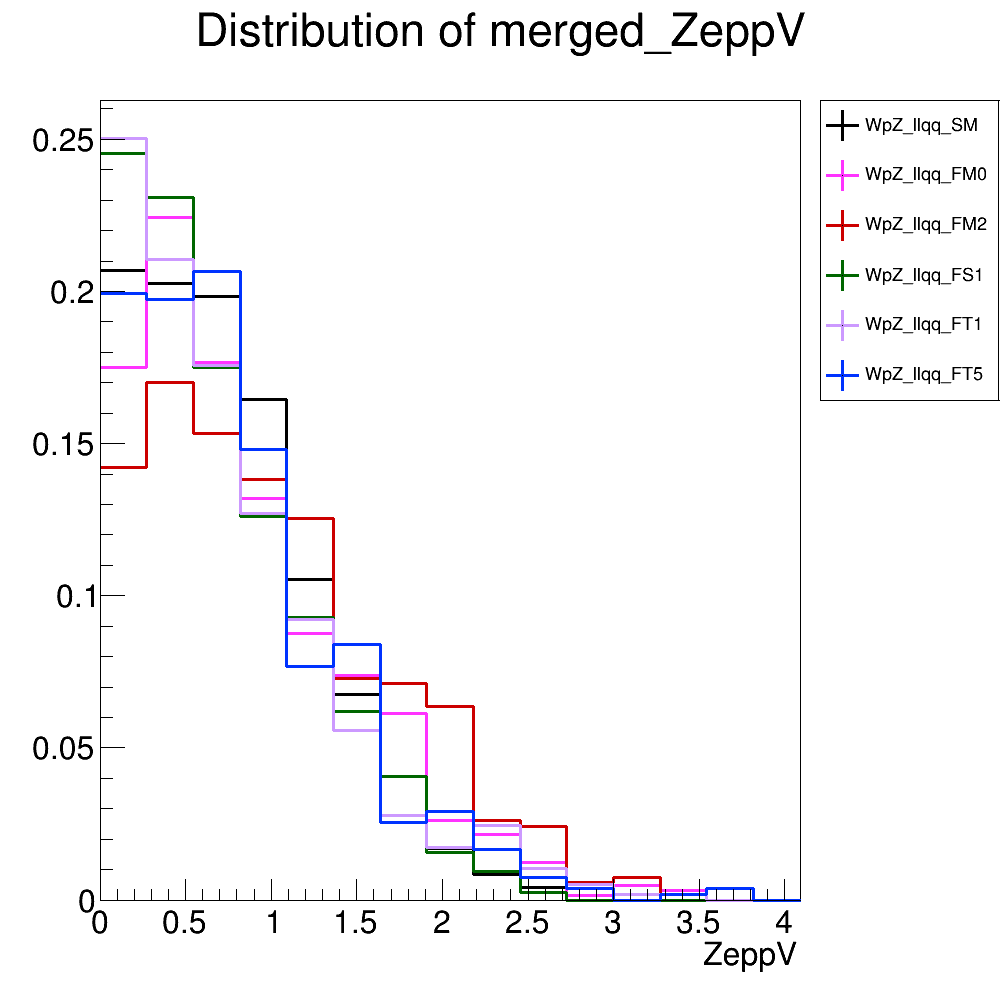 Distribution of merged_ZeppV
0.25
0.2
0.15
0.1
0.05
0
0 0.5 1 1.5 2 2.5 3 3.5 4
ZeppV
WpZ_llqq_SM
WpZ_llqq_FM0
WpZ_llqq_FM2
WpZ_llqq_FS1
WpZ_llqq_FT1
WpZ_llqq_FT5